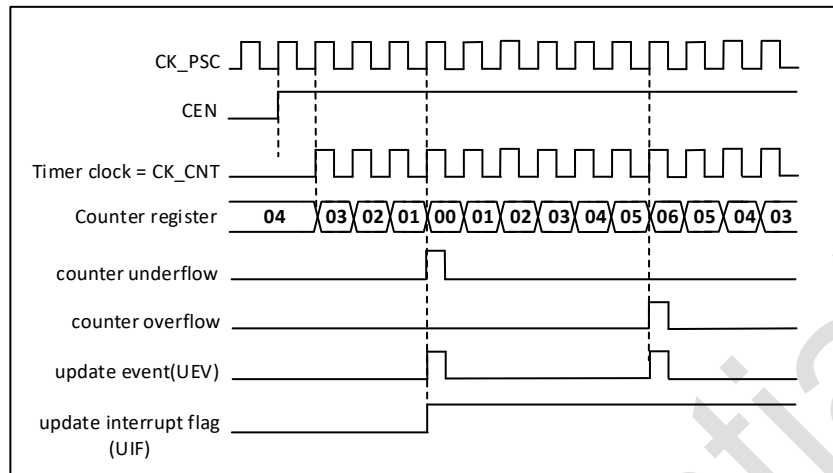 CK_PSC
CEN
Timer clock = CK_CNT
Counter register 04 03 02 01 00 01 02 03 04 05 06 05 04 03
counter underflow
counter overflow
update event(UEV)
update interrupt flag
(UIF)